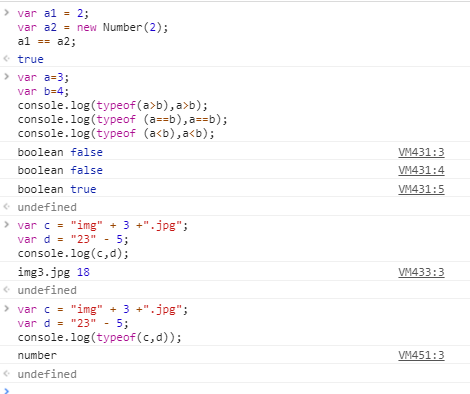 var a1 = 2;
var a2 = new Number(2);
a1 == a2;
true
var a=3;
var b=4;
console.log(typeof(a>b),a>b);
console.log(typeof (a==b),a==b);
console.log(typeof (a<b),a<b);
boolean false VM431:3
boolean false VM431:4
boolean true VM431:5
undefined
var c = "img" + 3 +".jpg";
var d = "23" - 5;
console.log(c,d);
img3.jpg 18 VM433:3
undefined
var c = "img" + 3 +".jpg";
var d = "23" - 5;
console.log(typeof(c,d));
number VM451:3
undefined